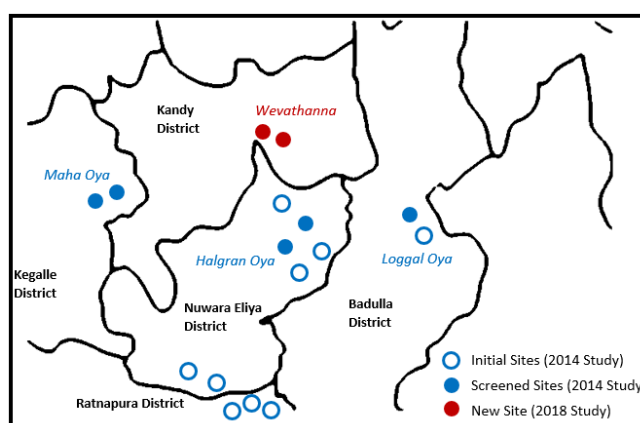 Kandy
District
Wevathanna
Maha Oya
Halgran Oya
Loggal Oya
Kegalle
District
Nuwara Eliya
District
Badulla
District
Ratnapura District
Initial Sites (2014 Study)
Screened Sites (2014 Study
New Site (2018 Study)